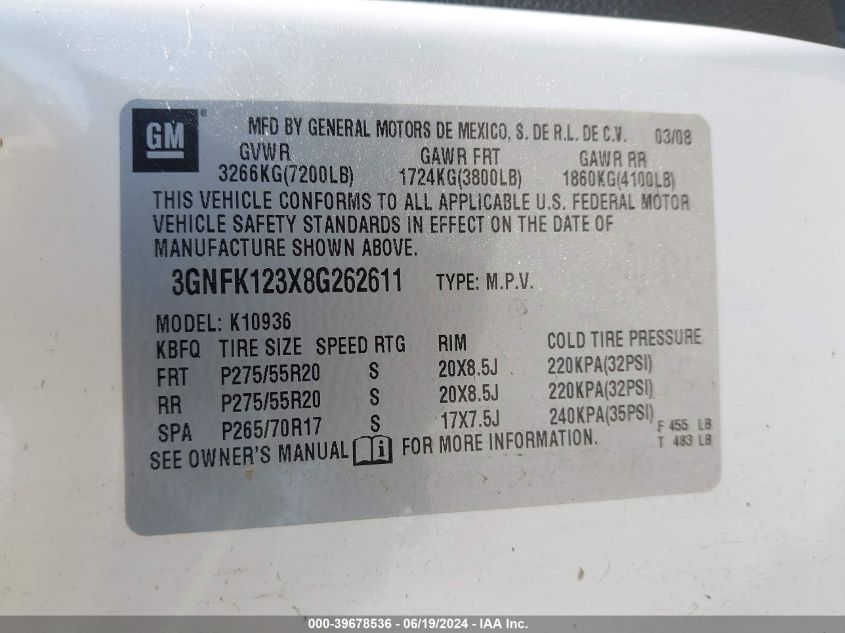 GM ® MFD BY GENERAL MOTORS DE MEXICO, S. DE R.L. DE C.V. 03/08
GVWR GAWR FRT GAWR RR
3266KG(7200LB) 1724KG(3800LB) 1860KG(4100LB)
THIS VEHICLE CONFORMS TO ALL APPLICABLE U.S. FEDERAL MOTOR
VEHICLE SAFETY STANDARDS IN EFFECT ON THE DATE OF
MANUFACTURE SHOWN ABOVE.
3GNFK123X8G262611 TYPE: M.P.V.
MODEL: K10936
KBFQ TIRE SIZE SPEED RTG RIM COLD TIRE PRESSURE
FRT P275/55R20 S 20X8.5J 220KPA(32PSI)
RR P275/55R20 S 20X8.5J 220KPA(32PSI)
SPA P265/70R17 S 17X7.5J 240KPA(35PSI) F 455 LB
SEE OWNER'S MANUAL i FOR MORE INFORMATION. T 483 LB
000-39678536 - 06/19/2024 - IAA Inc.